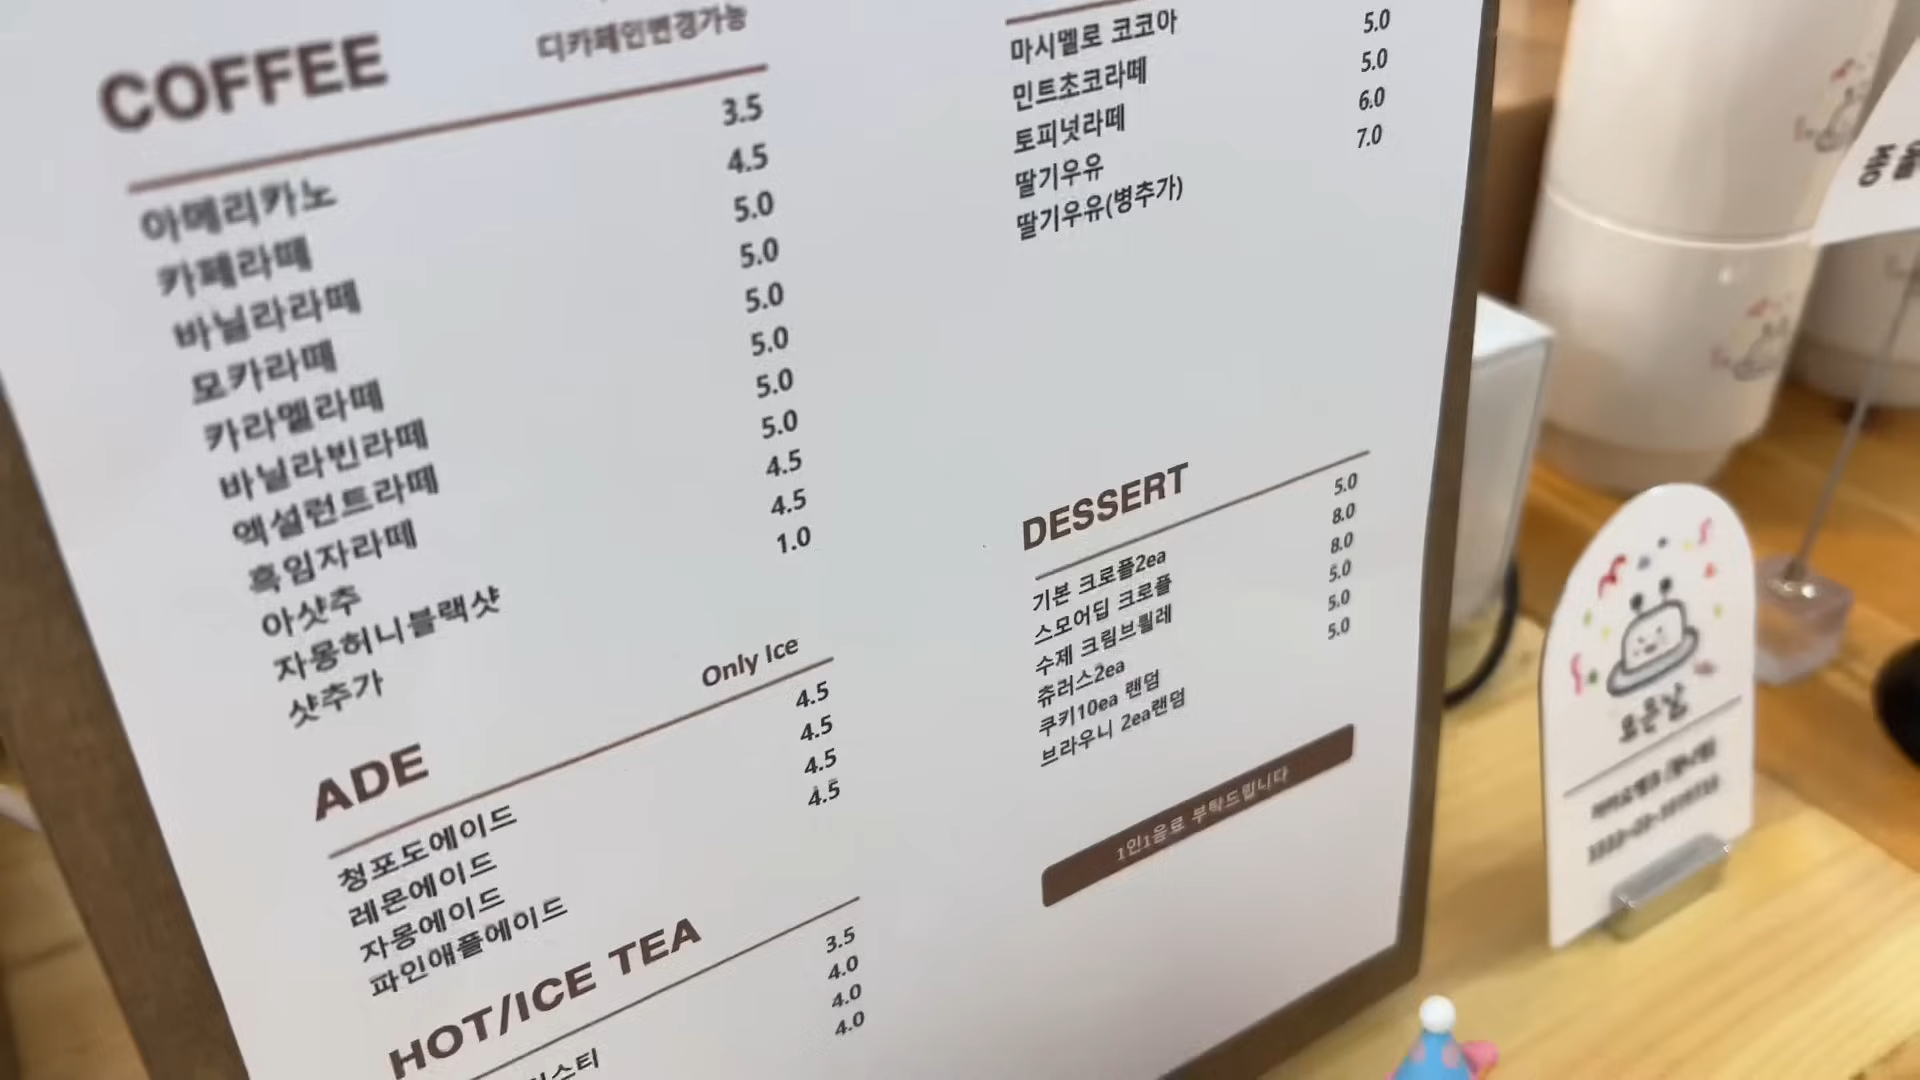 COFFEE
디카페인변경가능
아메리카노 3.5
카페라떼 4.5
바닐라라떼 5.0
모카라떼 5.0
카라멜라떼 5.0
바닐라빈라떼 5.0
엑설런트라떼 5.0
흑임자라떼 5.0
아샷추 4.5
자몽허니블랙샷 4.5
샷추가 1.0
ADE
Only Ice
청포도에이드 4.5
레몬에이드 4.5
자몽에이드 4.5
파인애플에이드 4.5
HOT/ICE TEA
3.5
4.0
4.0
4.0
마시멜로 코코아
민트초코라떼 5.0
토피넛라떼 5.0
딸기우유 6.0
딸기우유(병추가) 7.0
DESSERT
기본 크로플2ea 5.0
스모어딥 크로플 8.0
수제 크림브륄레 8.0
츄러스2ea 5.0
쿠키10ea 랜덤 5.0
브라우니 2ea랜덤 5.0
1인1음료 부탁드립니다
모든날